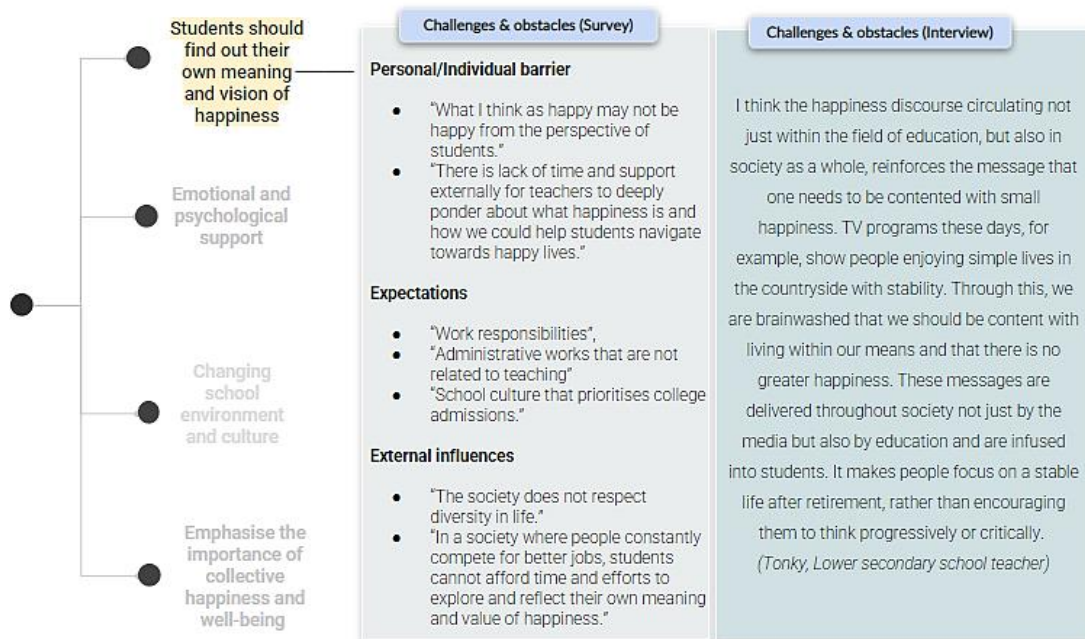 Students should
find out their
own meaning
and vision of
happiness
Emotional and
psychological
support
Changing
school
environment
and culture
Emphasise the
importance of
collective
happiness and
well-being
Challenges & obstacles (Survey)
Personal/Individual barrier
● “What I think as happy may not be
happy from the perspective of
students.”
● “There is lack of time and support
externally for teachers to deeply
ponder about what happiness is and
how we could help students navigate
towards happy lives.”
Expectations
● “Work responsibilities”,
● “Administrative works that are not
related to teaching”
● “School culture that prioritises college
admissions.”
External influences
● “The society does not respect
diversity in life.”
● “In a society where people constantly
compete for better jobs, students
cannot afford time and efforts to
explore and reflect their own meaning
and value of happiness.”
Challenges & obstacles (Interview)
I think the happiness discourse circulating not
just within the field of education, but also in
society as a whole, reinforces the message that
one needs to be contented with small
happiness. TV programs these days, for
example, show people enjoying simple lives in
the countryside with stability. Through this, we
are brainwashed that we should be content with
living within our means and that there is no
greater happiness. These messages are
delivered throughout society not just by the
media but also by education and are infused
into students. It makes people focus on a stable
life after retirement, rather than encouraging
them to think progressively or critically.
(Tonky, Lower secondary school teacher)